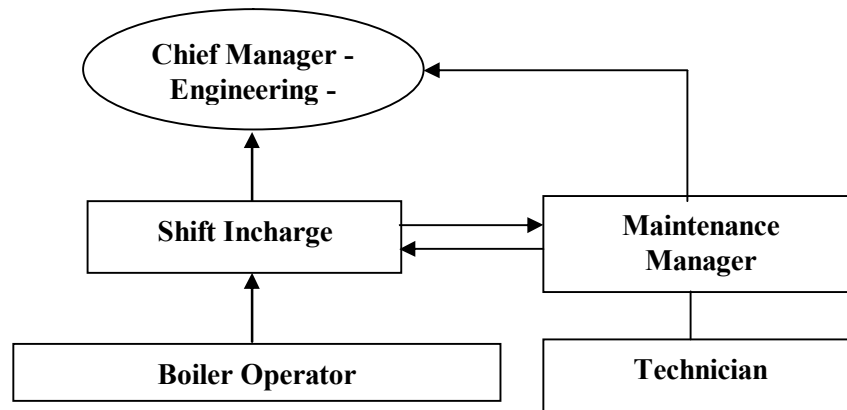 Chief Manager -
Engineering -
Shift Incharge
Maintenance
Manager
Boiler Operator
Technician